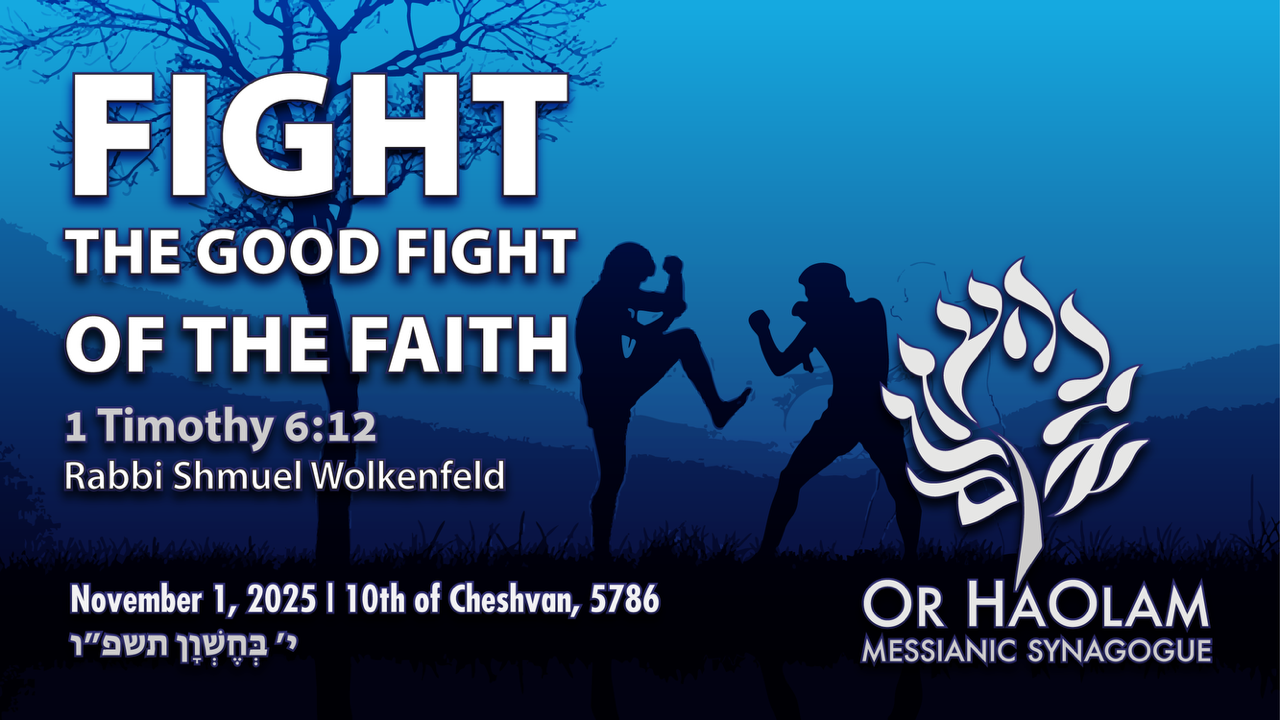 FIGHT
THE GOOD FIGHT
OF THE FAITH
1 Timothy 6:12
Rabbi Shmuel Wolkenfeld
November 1, 2025 | 10th of Cheshvan, 5786
י׳ בְּחֶשְׁוָן תשפ״ו
OR HAOLAM
MESSIANIC SYNAGOGUE